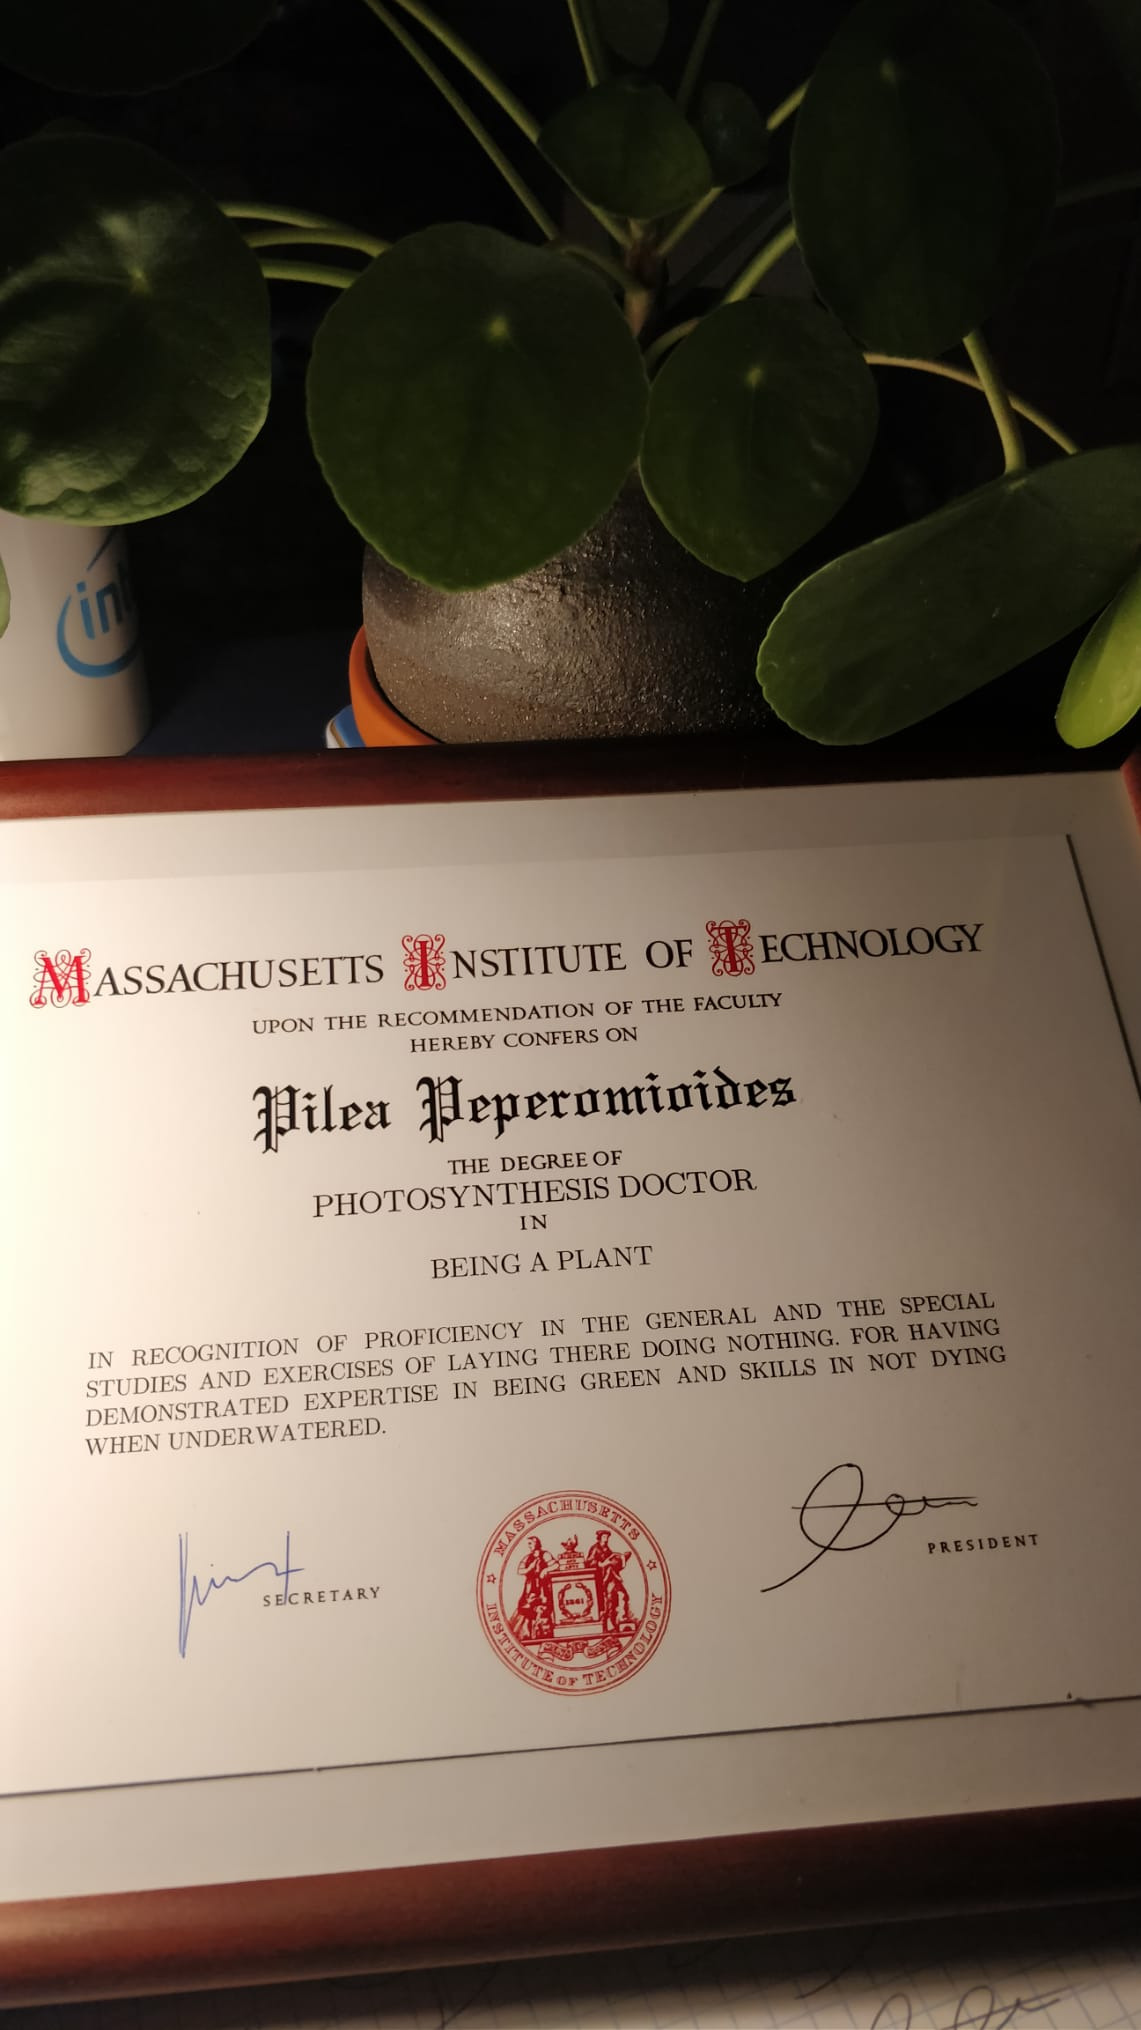 int
MASSACHUSETTS INSTITUTE OF TECHNOLOGY
UPON THE RECOMMENDATION OF THE FACULTY
HEREBY CONFERS ON
Pilea Peperomioides
THE DEGREE OF
PHOTOSYNTHESIS DOCTOR
IN
BEING A PLANT
IN RECOGNITION OF PROFICIENCY IN THE GENERAL AND THE SPECIAL
STUDIES AND EXERCISES OF LAYING THERE DOING NOTHING. FOR HAVING
DEMONSTRATED EXPERTISE IN BEING GREEN AND SKILLS IN NOT DYING
WHEN UNDERWATERED.
SECRETARY
MASSACHUSETTS
INSTITUTE OF TECHNOLOGY
1861
PRESIDENT